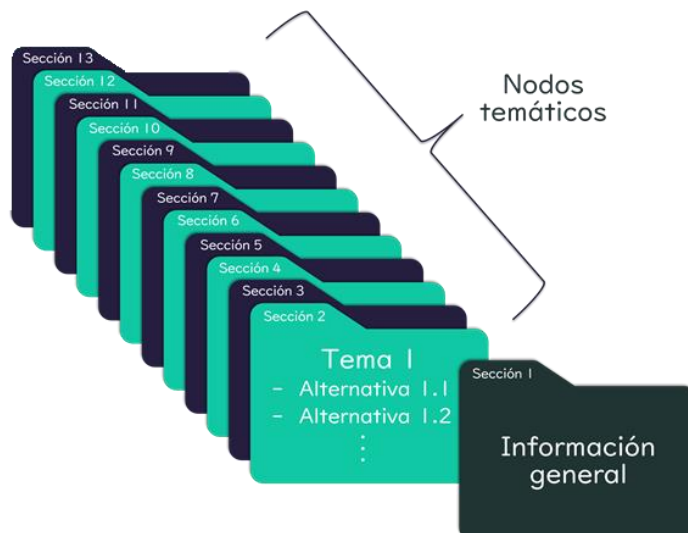 Sección 13
Sección 12
Sección 11
Sección 10
Sección 9
Sección 8
Sección 7
Sección 6
Sección 5
Sección 4
Sección 3
Sección 2
Tema 1
- Alternativa 1.1
- Alternativa 1.2
⋮
Sección 1
Información
general
Nodos
temáticos